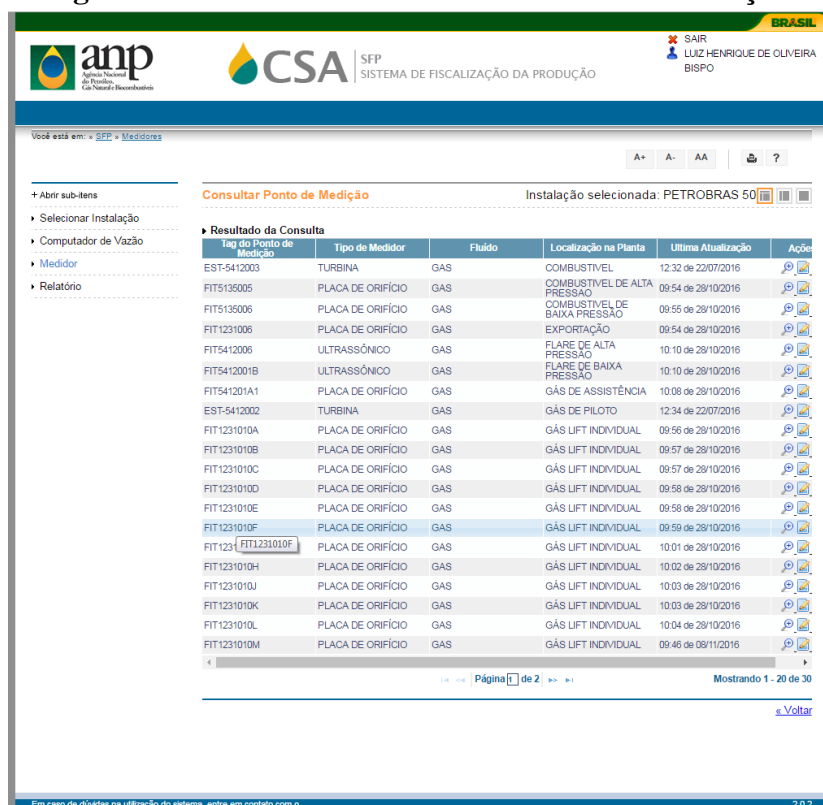 BRASIL
SAIR
LUIZ HENRIQUE DE OLIVEIRA
BISPO
anp
Agência Nacional
do Petróleo,
Gás Natural e Biocombustíveis
CSA SFP
SISTEMA DE FISCALIZAÇÃO DA PRODUÇÃO
Você está em: » SFP » Medidores
A+ A- AA ?
+ Abrir sub-itens
Selecionar Instalação
Computador de Vazão
Medidor
Relatório
Consultar Ponto de Medição Instalação selecionada: PETROBRAS 50
Resultado da Consulta
Tag do Ponto de Medição Tipo de Medidor Fluído Localização na Planta Ultima Atualização Açõe
EST-5412003 TURBINA GAS COMBUSTIVEL 12:32 de 22/07/2016
FIT5135005 PLACA DE ORIFÍCIO GAS COMBUSTIVEL DE ALTA PRESSAO 09:54 de 28/10/2016
FIT5135006 PLACA DE ORIFÍCIO GAS COMBUSTIVEL DE BAIXA PRESSÃO 09:55 de 28/10/2016
FIT1231006 PLACA DE ORIFÍCIO GAS EXPORTAÇÃO 09:54 de 28/10/2016
FIT5412006 ULTRASSÔNICO GAS FLARE DE ALTA PRESSÃO 10:10 de 28/10/2016
FIT5412001B ULTRASSÔNICO GAS FLARE DE BAIXA PRESSÃO 10:10 de 28/10/2016
FIT541201A1 PLACA DE ORIFÍCIO GAS GÁS DE ASSISTÊNCIA 10:08 de 28/10/2016
EST-5412002 TURBINA GAS GÁS DE PILOTO 12:34 de 22/07/2016
FIT1231010A PLACA DE ORIFÍCIO GAS GÁS LIFT INDIVIDUAL 09:56 de 28/10/2016
FIT1231010B PLACA DE ORIFÍCIO GAS GÁS LIFT INDIVIDUAL 09:57 de 28/10/2016
FIT1231010C PLACA DE ORIFÍCIO GAS GÁS LIFT INDIVIDUAL 09:57 de 28/10/2016
FIT1231010D PLACA DE ORIFÍCIO GAS GÁS LIFT INDIVIDUAL 09:58 de 28/10/2016
FIT1231010E PLACA DE ORIFÍCIO GAS GÁS LIFT INDIVIDUAL 09:58 de 28/10/2016
FIT1231010F PLACA DE ORIFÍCIO GAS GÁS LIFT INDIVIDUAL 09:59 de 28/10/2016
FIT123 FIT1231010F PLACA DE ORIFÍCIO GAS GÁS LIFT INDIVIDUAL 10:01 de 28/10/2016
FIT1231010H PLACA DE ORIFÍCIO GAS GÁS LIFT INDIVIDUAL 10:02 de 28/10/2016
FIT1231010J PLACA DE ORIFÍCIO GAS GÁS LIFT INDIVIDUAL 10:03 de 28/10/2016
FIT1231010K PLACA DE ORIFÍCIO GAS GÁS LIFT INDIVIDUAL 10:03 de 28/10/2016
FIT1231010L PLACA DE ORIFÍCIO GAS GÁS LIFT INDIVIDUAL 10:04 de 28/10/2016
FIT1231010M PLACA DE ORIFÍCIO GAS GÁS LIFT INDIVIDUAL 09:46 de 08/11/2016
Página 1 de 2 Mostrando 1 - 20 de 30
« Voltar
Em caso de dúvidas na utilização do sistema, entre em contato com o 2.0.2